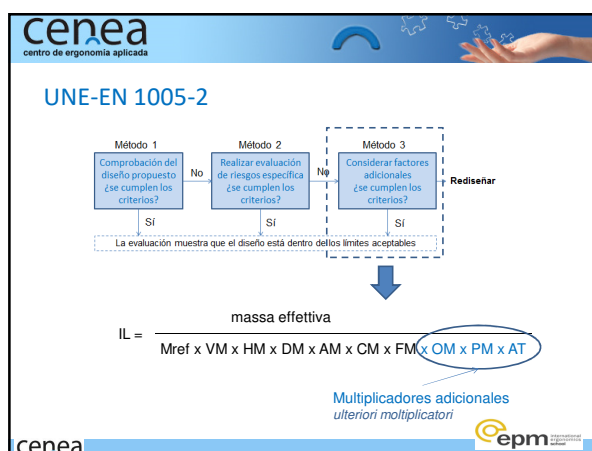 cenea
centro de ergonomía aplicada
UNE-EN 1005-2
Método 1
Método 2
Método 3
Comprobación del
diseño propuesto
¿se cumplen los
criterios?
No
Realizar evaluación
de riesgos específica
¿se cumplen los
criterios?
No
Considerar factores
adicionales
¿se cumplen los
criterios?
Rediseñar
Sí
Sí
Sí
La evaluación muestra que el diseño está dentro de los límites aceptables
massa effettiva
IL =
Mref x VM x HM x DM x AM x CM x FM x OM x PM x AT
Multiplicadores adicionales
ulteriori moltiplicatori
epm international
ergonomics
school
cenea